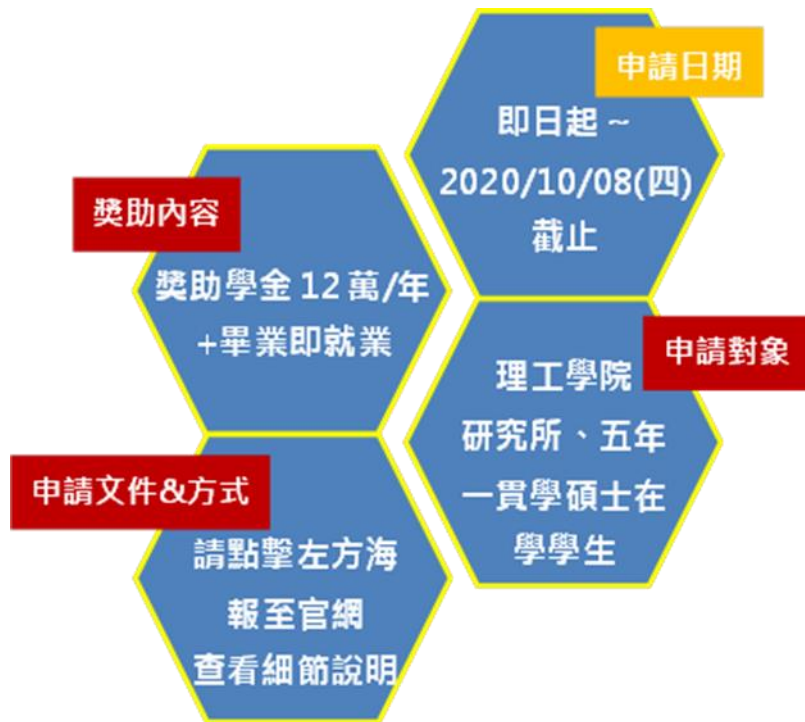 申請日期
即日起 ~
2020/10/08(四)
截止
獎助內容
獎助學金 12 萬/年
+畢業即就業
申請對象
理工學院
研究所、五年
一貫學碩士在
學學生
申請文件&方式
請點擊左方海
報至官網
查看細節說明